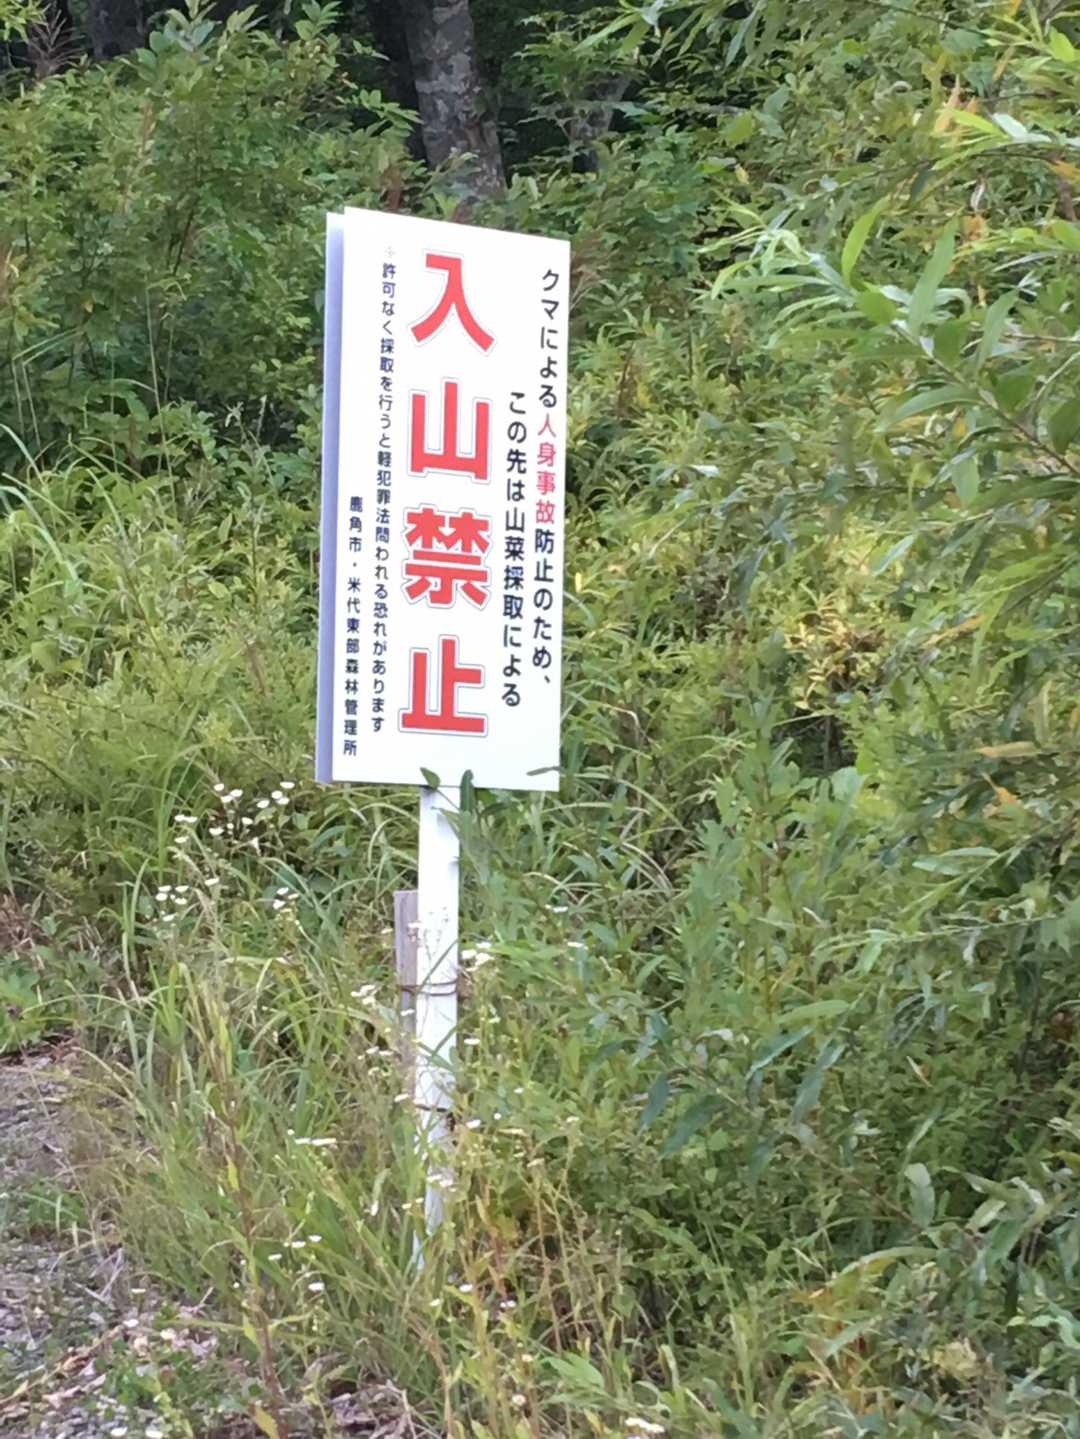 クマによる人身事故防止のため、
この先は山菜採取による
入山禁止
※許可なく採取を行うと軽犯罪法問われる恐れがあります
鹿角市・米代東部森林管理所